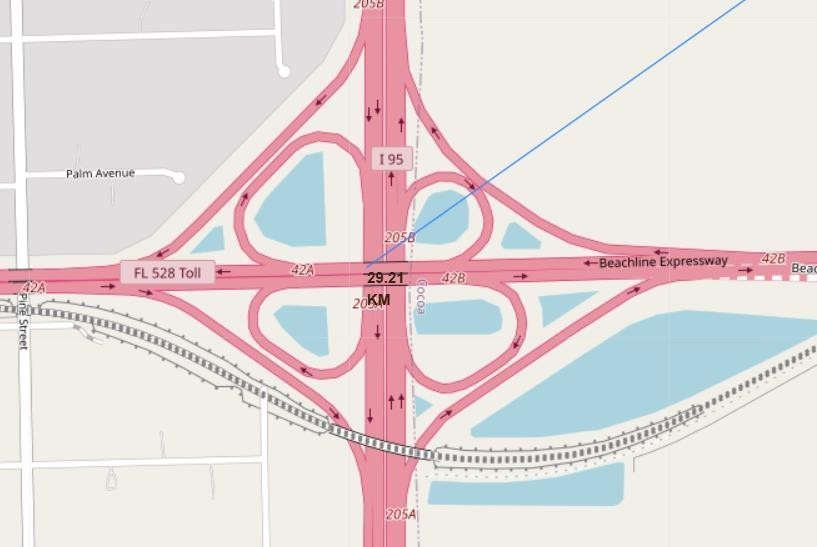 205B
I 95
Palm Avenue
205B
Beachline Expressway
42B
Beac
FL 528 Toll
42A
42B
42A
29.21
KM
Cocoa
205A
Pine Street
205A